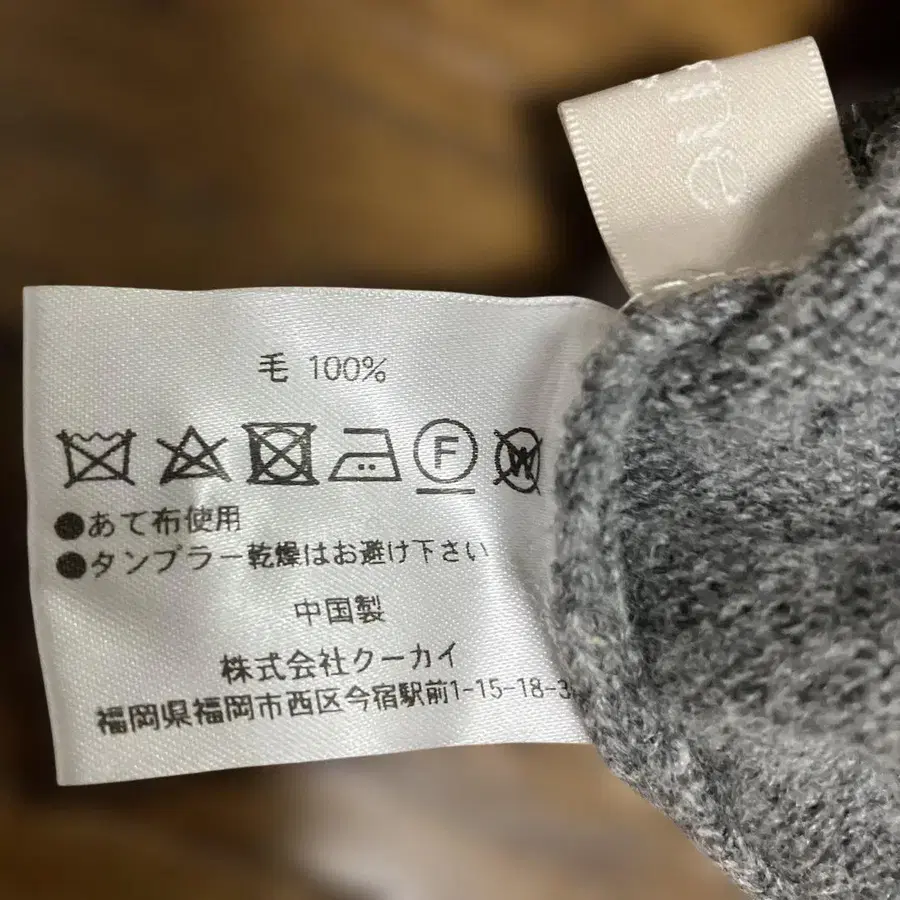 ne
毛 100%
F W
●あて布使用
●タンブラー乾燥はお避け下さい
中国製
株式会社クーカイ
福岡県福岡市西区今宿駅前1-15-18-3